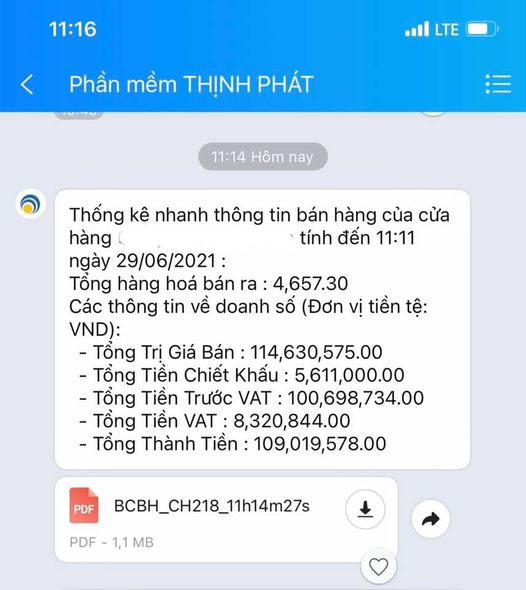 11:16
LTE
Phần mềm THỊNH PHÁT
11:14 Hôm nay
Thống kê nhanh thông tin bán hàng của cửa
hàng tính đến 11:11
ngày 29/06/2021 :
Tổng hàng hoá bán ra : 4,657.30
Các thông tin về doanh số (Đơn vị tiền tệ:
VND):
- Tổng Trị Giá Bán : 114,630,575.00
- Tổng Tiền Chiết Khấu : 5,611,000.00
- Tổng Tiền Trước VAT : 100,698,734.00
- Tổng Tiền VAT : 8,320,844.00
- Tổng Thành Tiền : 109,019,578.00
PDF
BCBH_CH218_11h14m27s
PDF - 1,1 MB